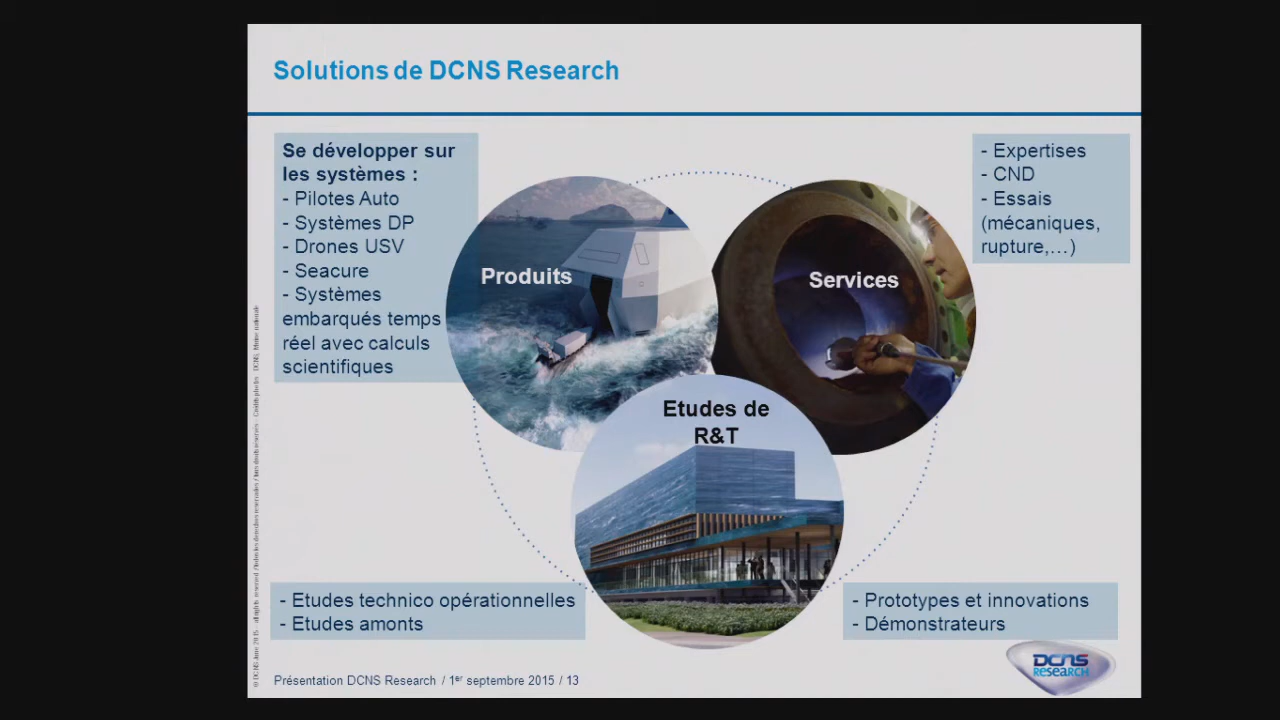 Solutions de DCNS Research
Se développer sur
les systèmes :
- Pilotes Auto
- Systèmes DP
- Drones USV
- Seacure
- Systèmes
embarqués temps
réel avec calculs
scientifiques
Produits
Services
- Expertises
- CND
- Essais
(mécaniques,
rupture,…)
Etudes de
R&T
- Etudes technico opérationnelles
- Etudes amonts
- Prototypes et innovations
- Démonstrateurs
Présentation DCNS Research / 1er septembre 2015 / 13
DCNS
RESEARCH